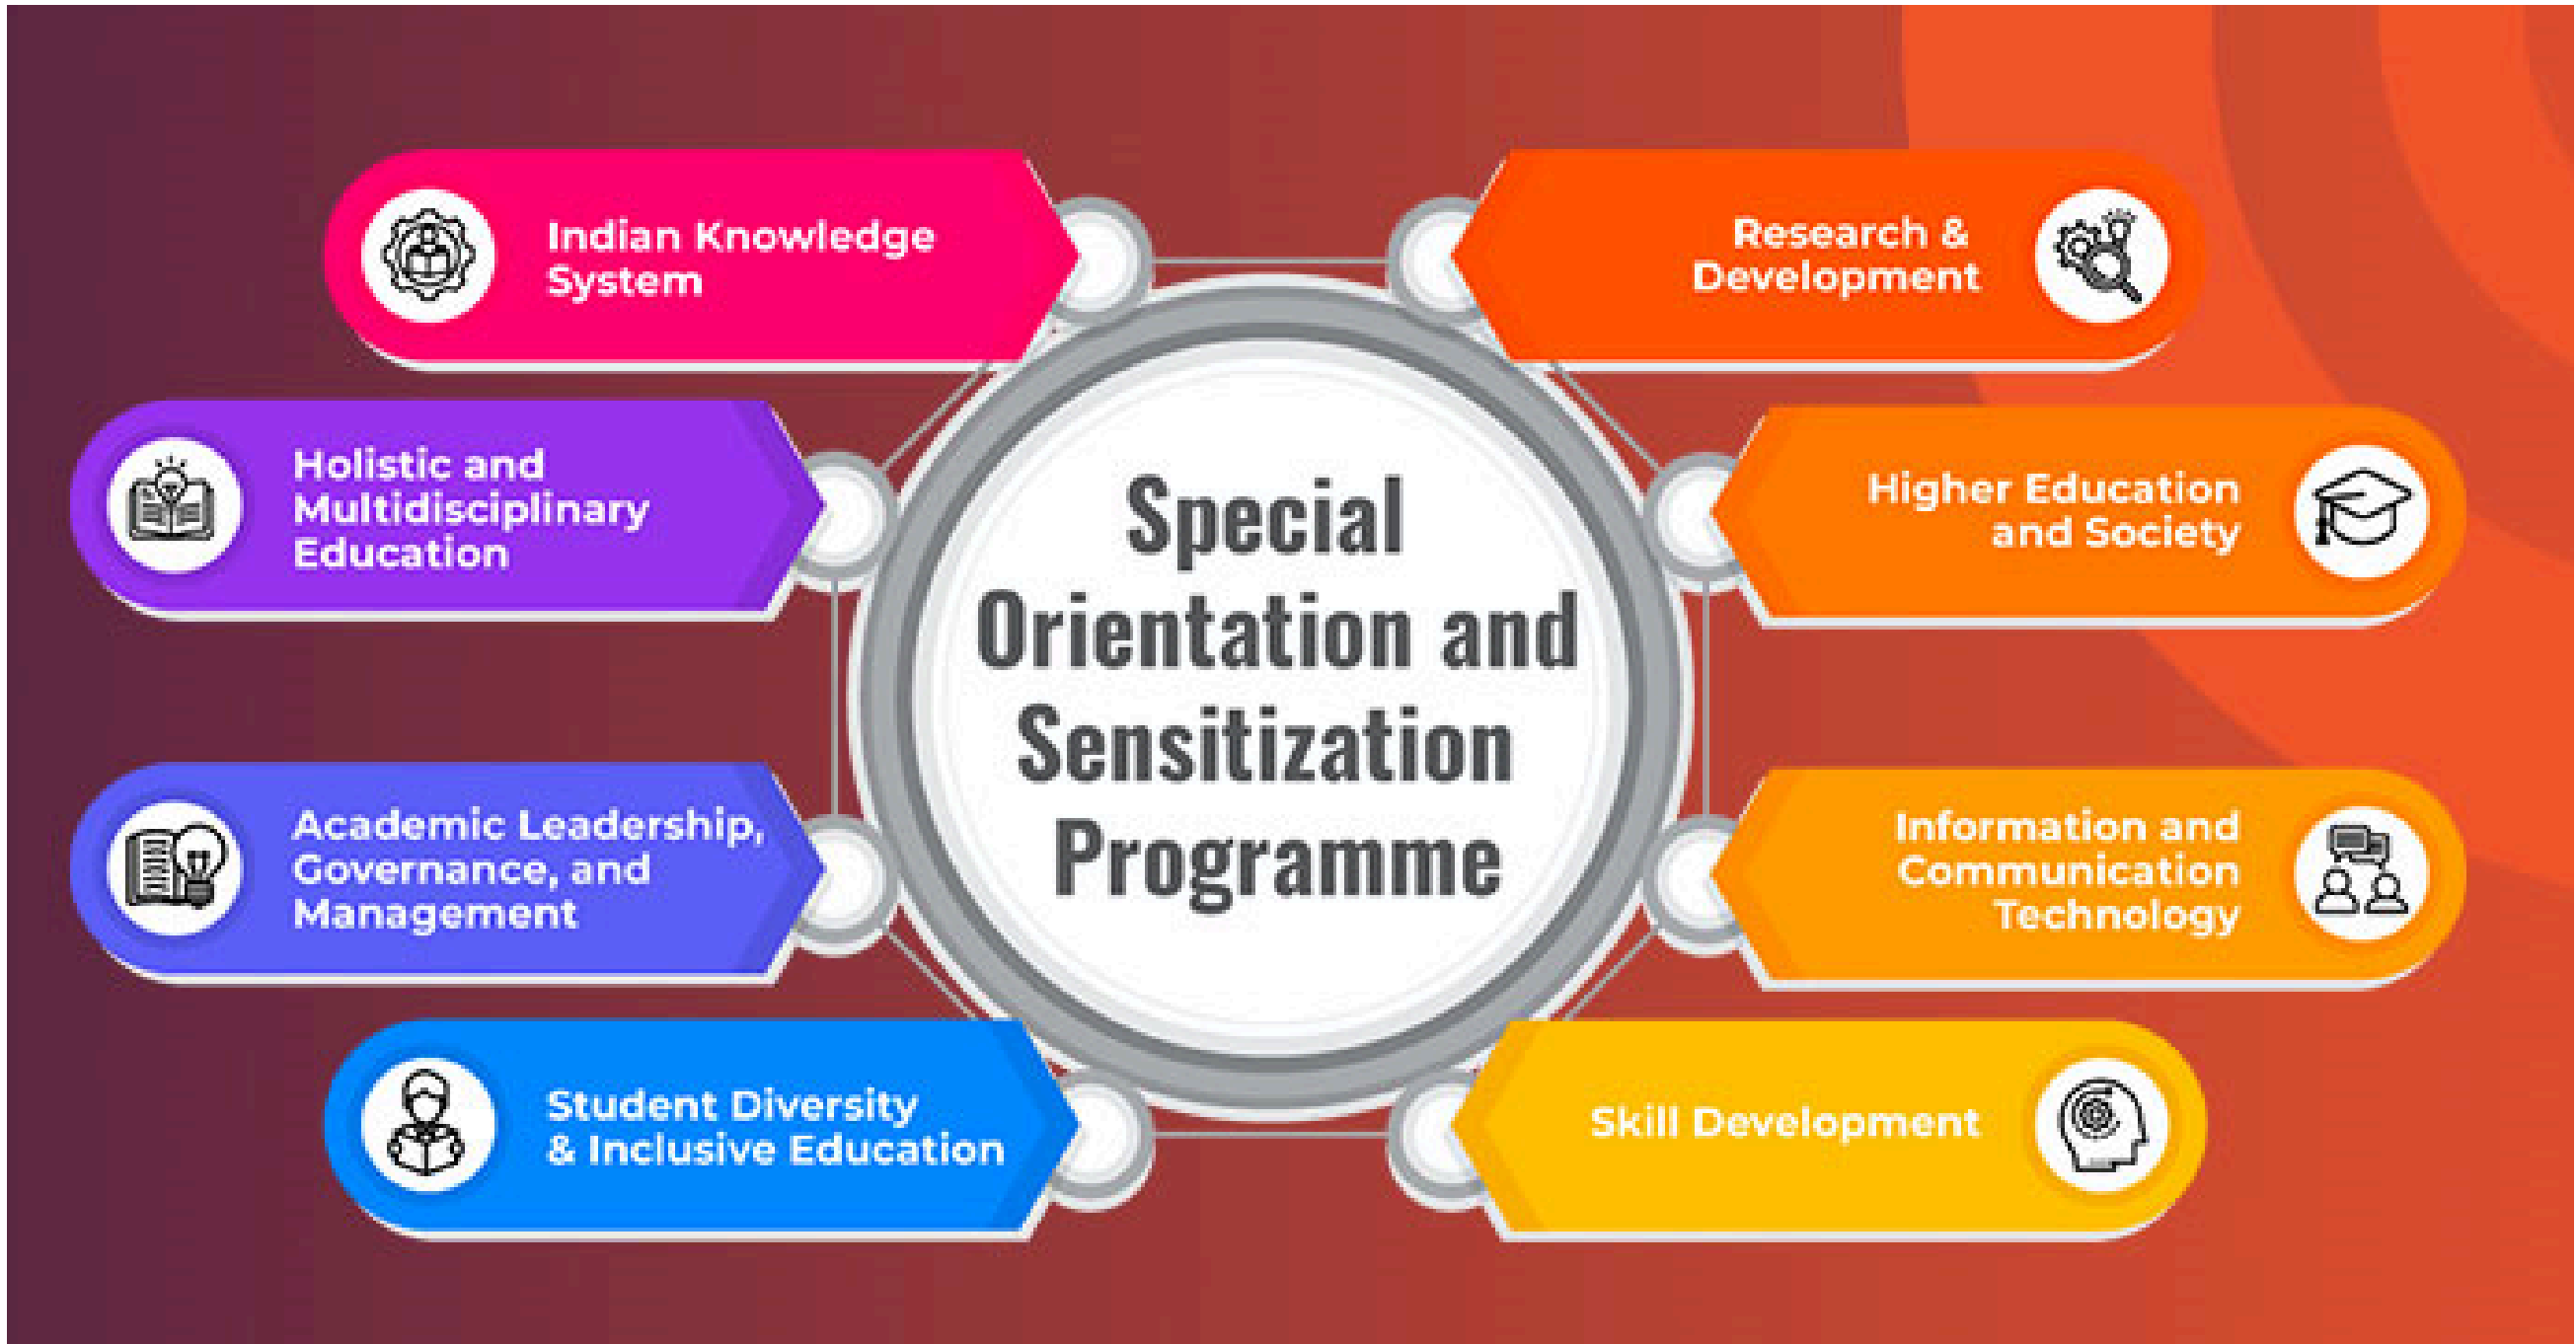 Indian Knowledge
System
Holistic and
Multidisciplinary
Education
Academic Leadership,
Governance, and
Management
Student Diversity
& Inclusive Education
Special
Orientation and
Sensitization
Programme
Research &
Development
Higher Education
and Society
Information and
Communication
Technology
Skill Development